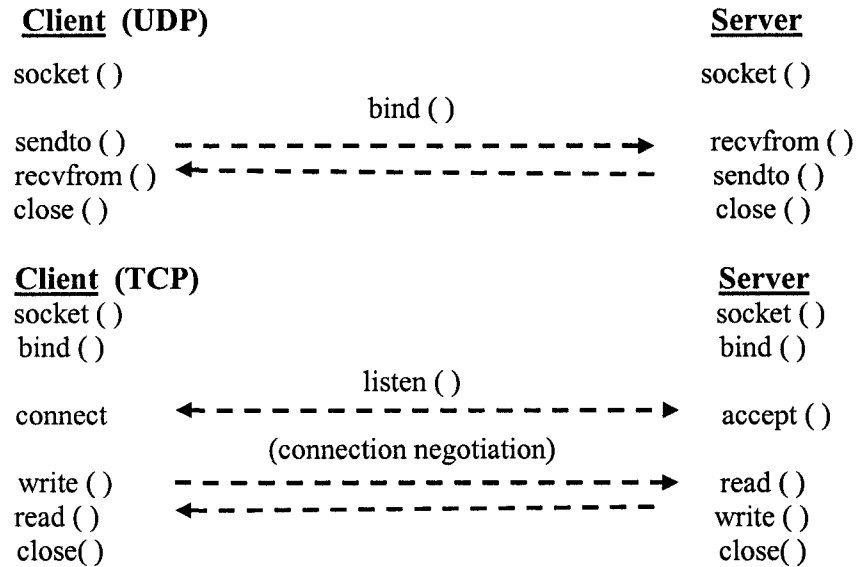 Client (UDP) Server
socket ( ) socket ( )
bind ( )
sendto ( ) recvfrom ( )
recvfrom ( ) sendto ( )
close ( ) close ( )
Client (TCP) Server
socket ( ) socket ( )
bind ( ) bind ( )
listen ( )
connect accept ( )
(connection negotiation)
write ( ) read ( )
read ( ) write ( )
close( ) close( )